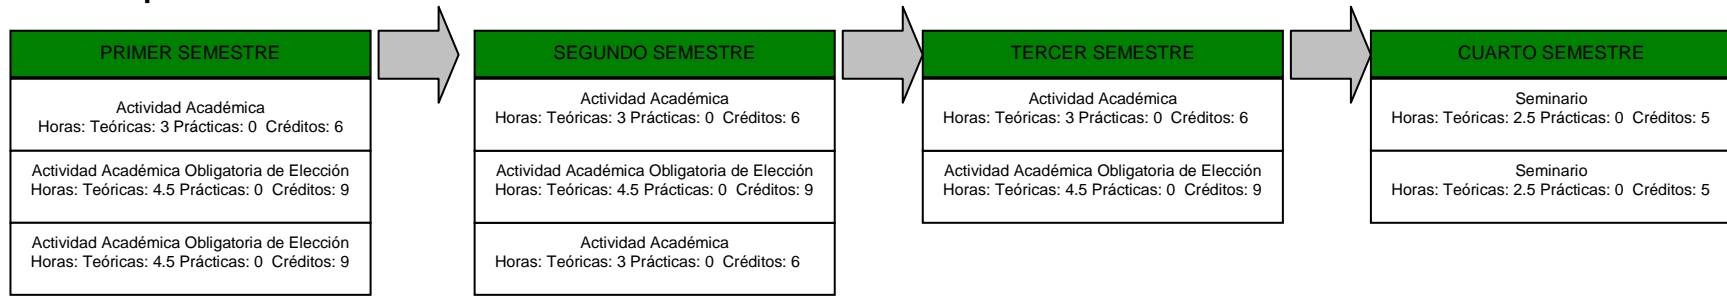 PRIMER SEMESTRE
Actividad Académica
Horas: Teóricas: 3 Prácticas: 0 Créditos: 6
Actividad Académica Obligatoria de Elección
Horas: Teóricas: 4.5 Prácticas: 0 Créditos: 9
Actividad Académica Obligatoria de Elección
Horas: Teóricas: 4.5 Prácticas: 0 Créditos: 9
SEGUNDO SEMESTRE
Actividad Académica
Horas: Teóricas: 3 Prácticas: 0 Créditos: 6
Actividad Académica Obligatoria de Elección
Horas: Teóricas: 4.5 Prácticas: 0 Créditos: 9
Actividad Académica
Horas: Teóricas: 3 Prácticas: 0 Créditos: 6
TERCER SEMESTRE
Actividad Académica
Horas: Teóricas: 3 Prácticas: 0 Créditos: 6
Actividad Académica Obligatoria de Elección
Horas: Teóricas: 4.5 Prácticas: 0 Créditos: 9
CUARTO SEMESTRE
Seminario
Horas: Teóricas: 2.5 Prácticas: 0 Créditos: 5
Seminario
Horas: Teóricas: 2.5 Prácticas: 0 Créditos: 5